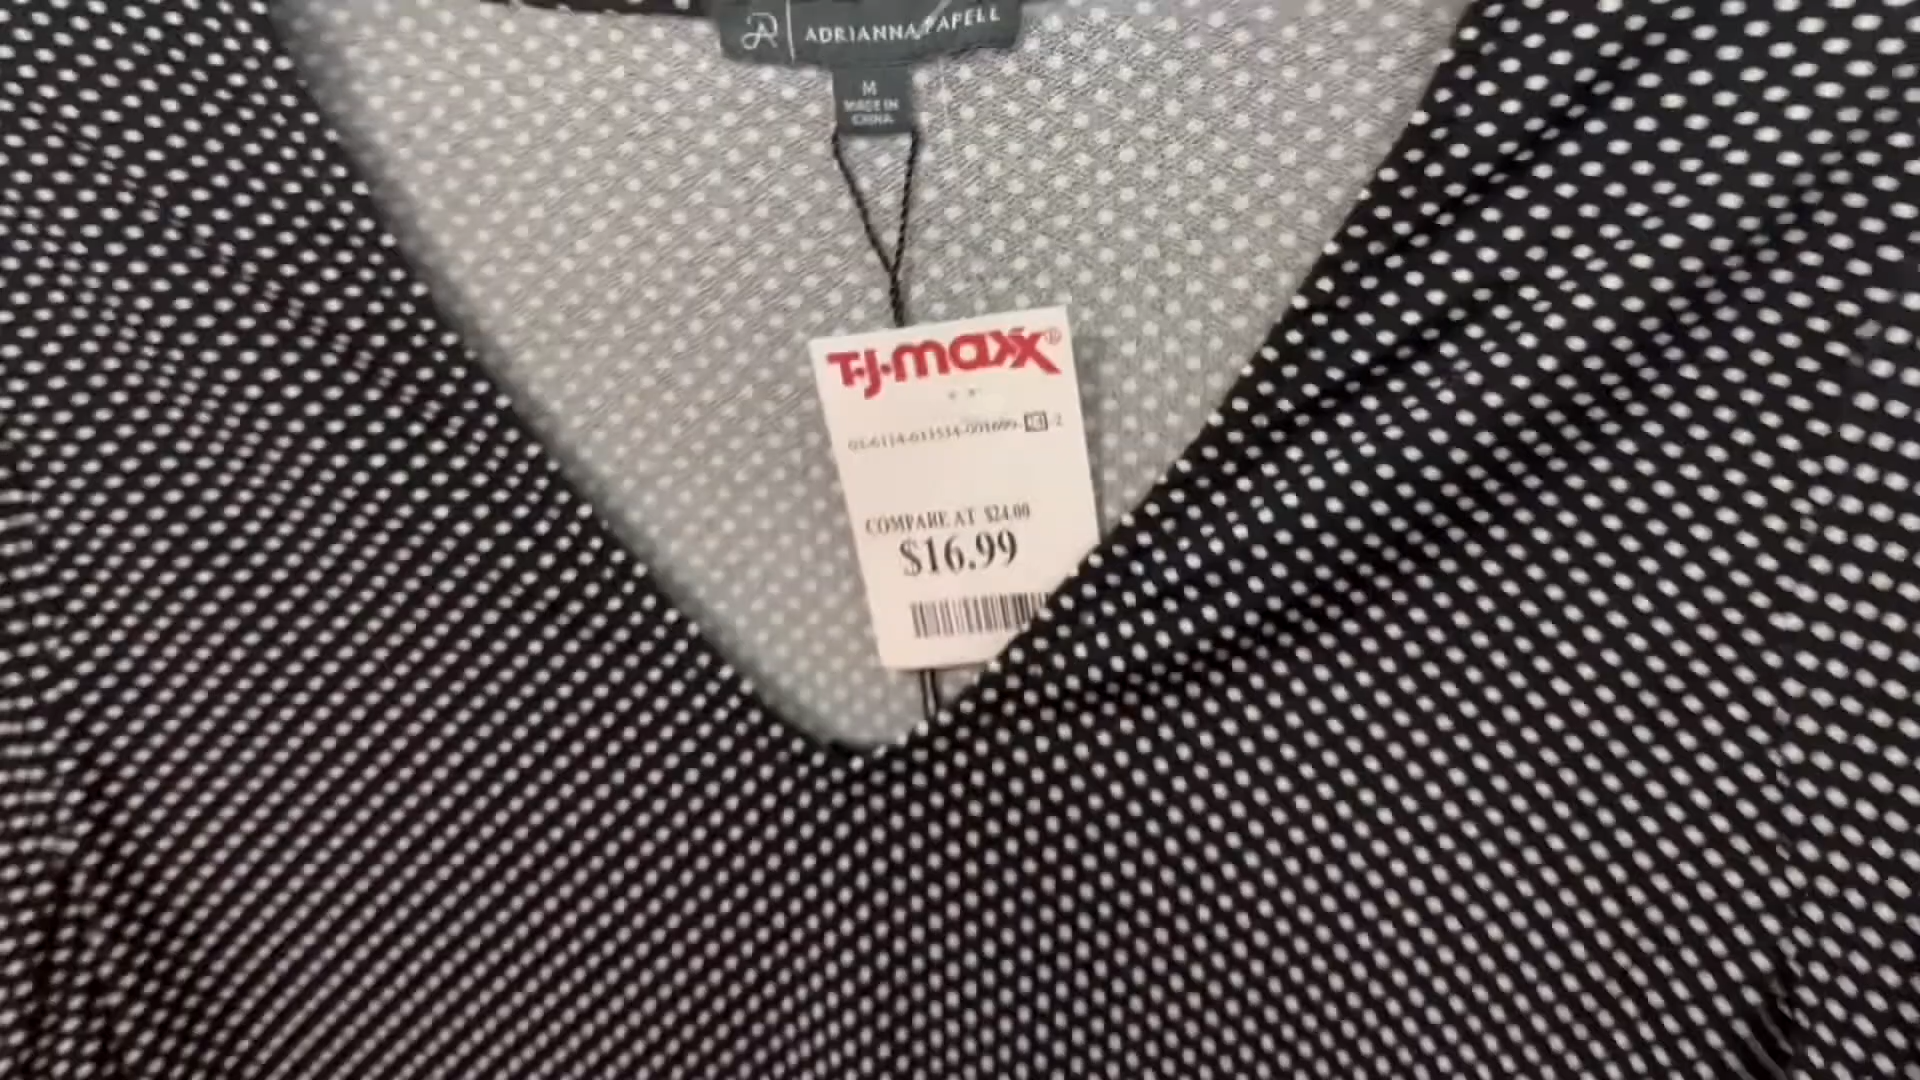 ADRIANNA PAPELL
M
MADE IN
CHINA
T·J·maxx®
COMPARE AT $24.00
$16.99